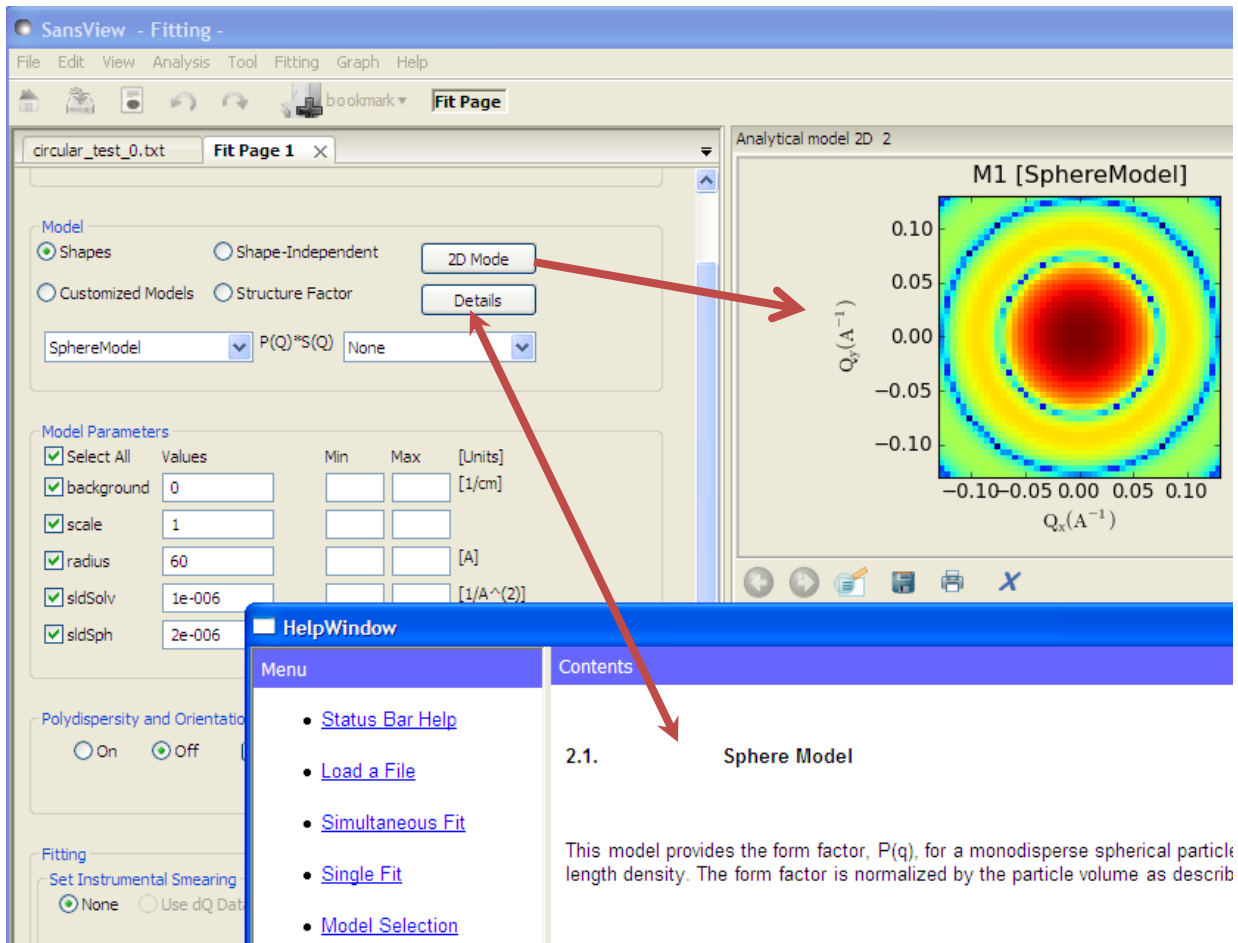 SansView - Fitting -
File Edit View Analysis Tool Fitting Graph Help
bookmark Fit Page
circular_test_0.txt Fit Page 1
Model
Shapes Shape-Independent 2D Mode
Customized Models Structure Factor Details
SphereModel P(Q)*S(Q) None
Model Parameters
Select All Values Min Max [Units]
background 0 [1/cm]
scale 1
radius 60 [A]
sldSolv 1e-006 [1/A^(2)]
sldSph 2e-006
Polydispersity and Orientatio
On Off
Fitting
Set Instrumental Smearing
None Use dQ Dat
Analytical model 2D 2
M1 [SphereModel]
0.10
0.05
0.00
−0.05
−0.10
Qy(A−1)
−0.10 −0.05 0.00 0.05 0.10
Qx(A−1)
HelpWindow
Menu
Status Bar Help
Load a File
Simultaneous Fit
Single Fit
Model Selection
Contents
2.1. Sphere Model
This model provides the form factor, P(q), for a monodisperse spherical particle
length density. The form factor is normalized by the particle volume as describ